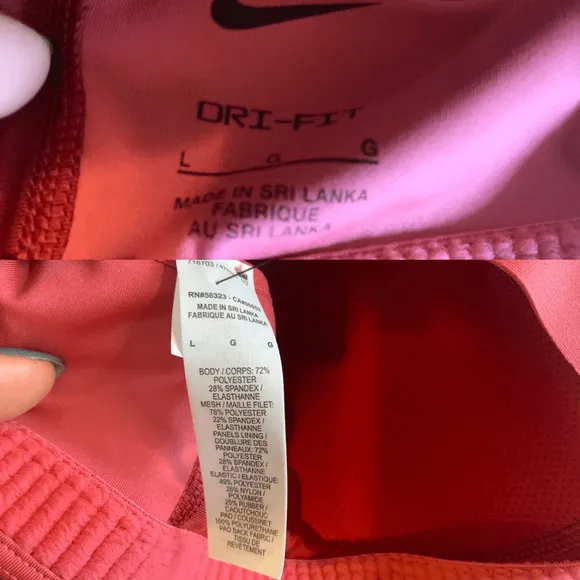 DRI-FIT
L G G
MADE IN SRI LANKA
FABRIQUE
AU SRI LANKA
RN#56323 - CA#05553
MADE IN SRI LANKA
FABRIQUE AU SRI LANKA
L G G
BODY / CORPS: 72%
POLYESTER
28% SPANDEX /
ELASTHANNE
MESH / MAILLE FILET:
78% POLYESTER
22% SPANDEX /
ELASTHANNE
PANELS LINING /
DOUBLURE DES
PANNEAUX: 72%
POLYESTER
28% SPANDEX /
ELASTHANNE
ELASTIC / ELASTIQUE:
49% POLYESTER
26% NYLON /
POLYAMIDE
25% RUBBER /
CAOUTCHOUC
PAD / COUSSINET
100% POLYURETHANE
PAD BACK FABRIC /
TISSU DE
REVÊTEMENT